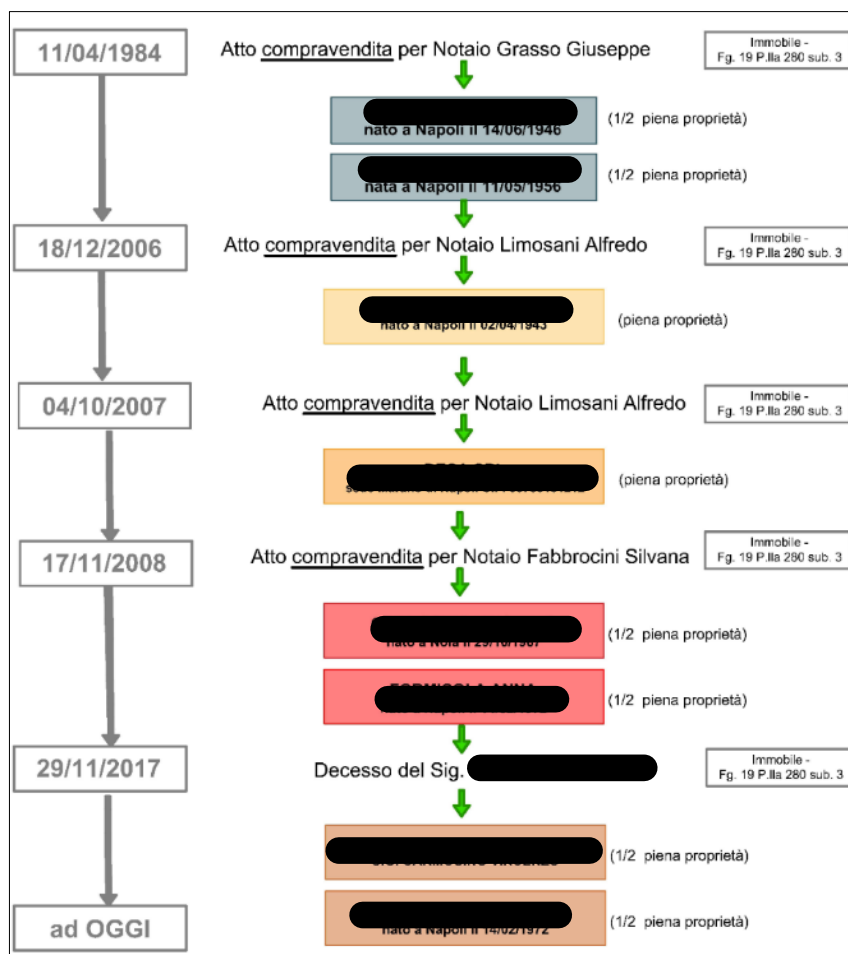 11/04/1984
Atto compravendita per Notaio Grasso Giuseppe
Immobile -
Fg. 19 P.lla 280 sub. 3
nato a Napoli il 14/06/1946
(1/2 piena proprietà)
nata a Napoli il 11/05/1956
(1/2 piena proprietà)
18/12/2006
Atto compravendita per Notaio Limosani Alfredo
Immobile -
Fg. 19 P.lla 280 sub. 3
nato a Napoli il 02/04/1943
(piena proprietà)
04/10/2007
Atto compravendita per Notaio Limosani Alfredo
Immobile -
Fg. 19 P.lla 280 sub. 3
(piena proprietà)
17/11/2008
Atto compravendita per Notaio Fabbrocini Silvana
Immobile -
Fg. 19 P.lla 280 sub. 3
(1/2 piena proprietà)
(1/2 piena proprietà)
29/11/2017
Decesso del Sig.
Immobile -
Fg. 19 P.lla 280 sub. 3
(1/2 piena proprietà)
nato a Napoli il 14/02/1972
(1/2 piena proprietà)
ad OGGI